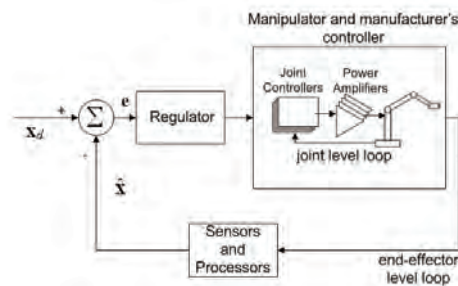 Manipulator and manufacturer's
controller
Joint
Controllers
Power
Amplifiers
joint level loop
+
e
Σ
Regulator
x_d
-
x̂
Sensors
and
Processors
end-effector
level loop